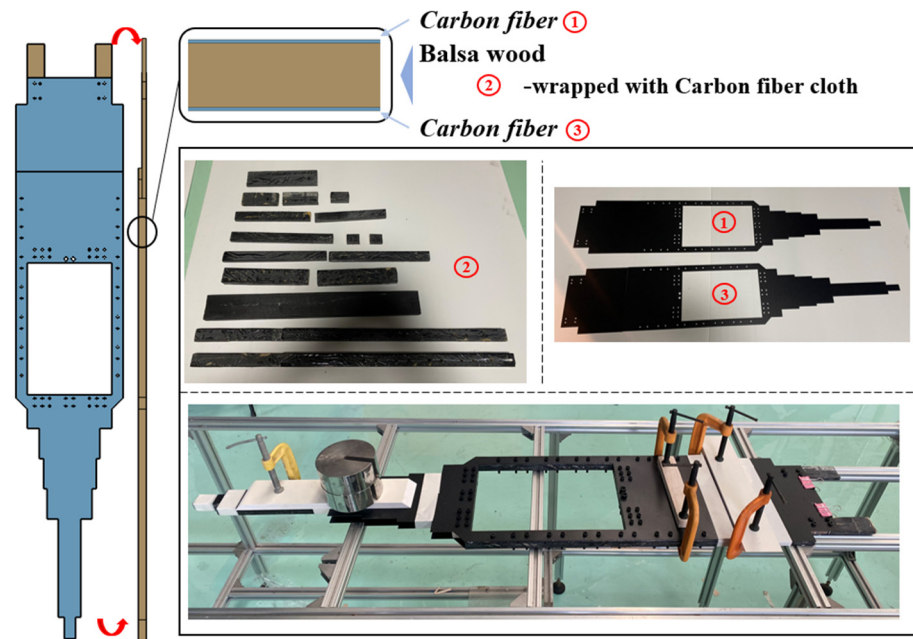 Carbon fiber ①
Balsa wood
② -wrapped with Carbon fiber cloth
Carbon fiber ③
②
①
③